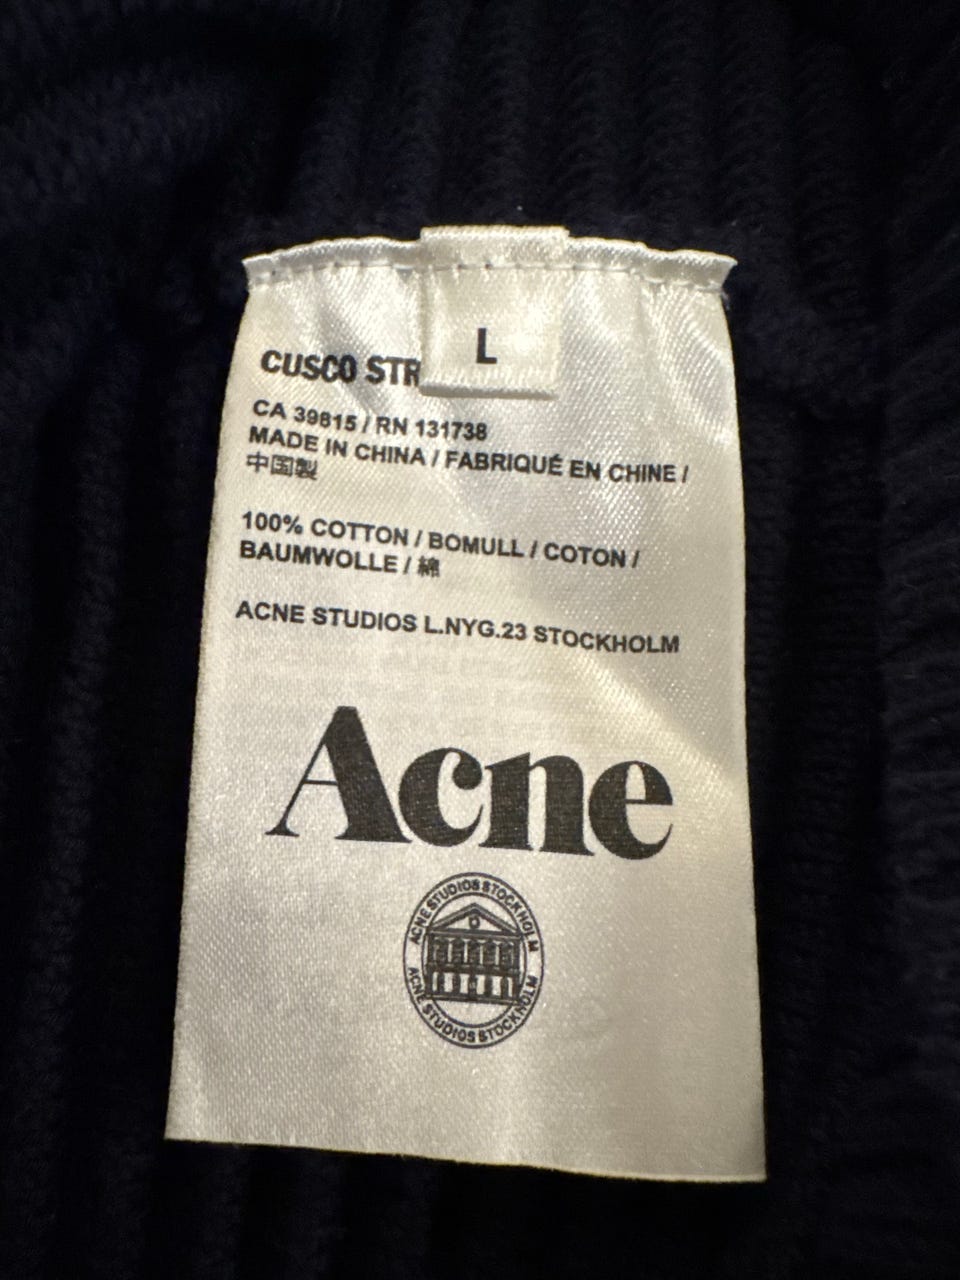 L
CUSCO STR
CA 39815 / RN 131738
MADE IN CHINA / FABRIQUÉ EN CHINE /
中国製
100% COTTON / BOMULL / COTON /
BAUMWOLLE / 綿
ACNE STUDIOS L.NYG.23 STOCKHOLM
Acne
ACNE STUDIOS STOCKHOLM
ACNE STUDIOS STOCKHOLM